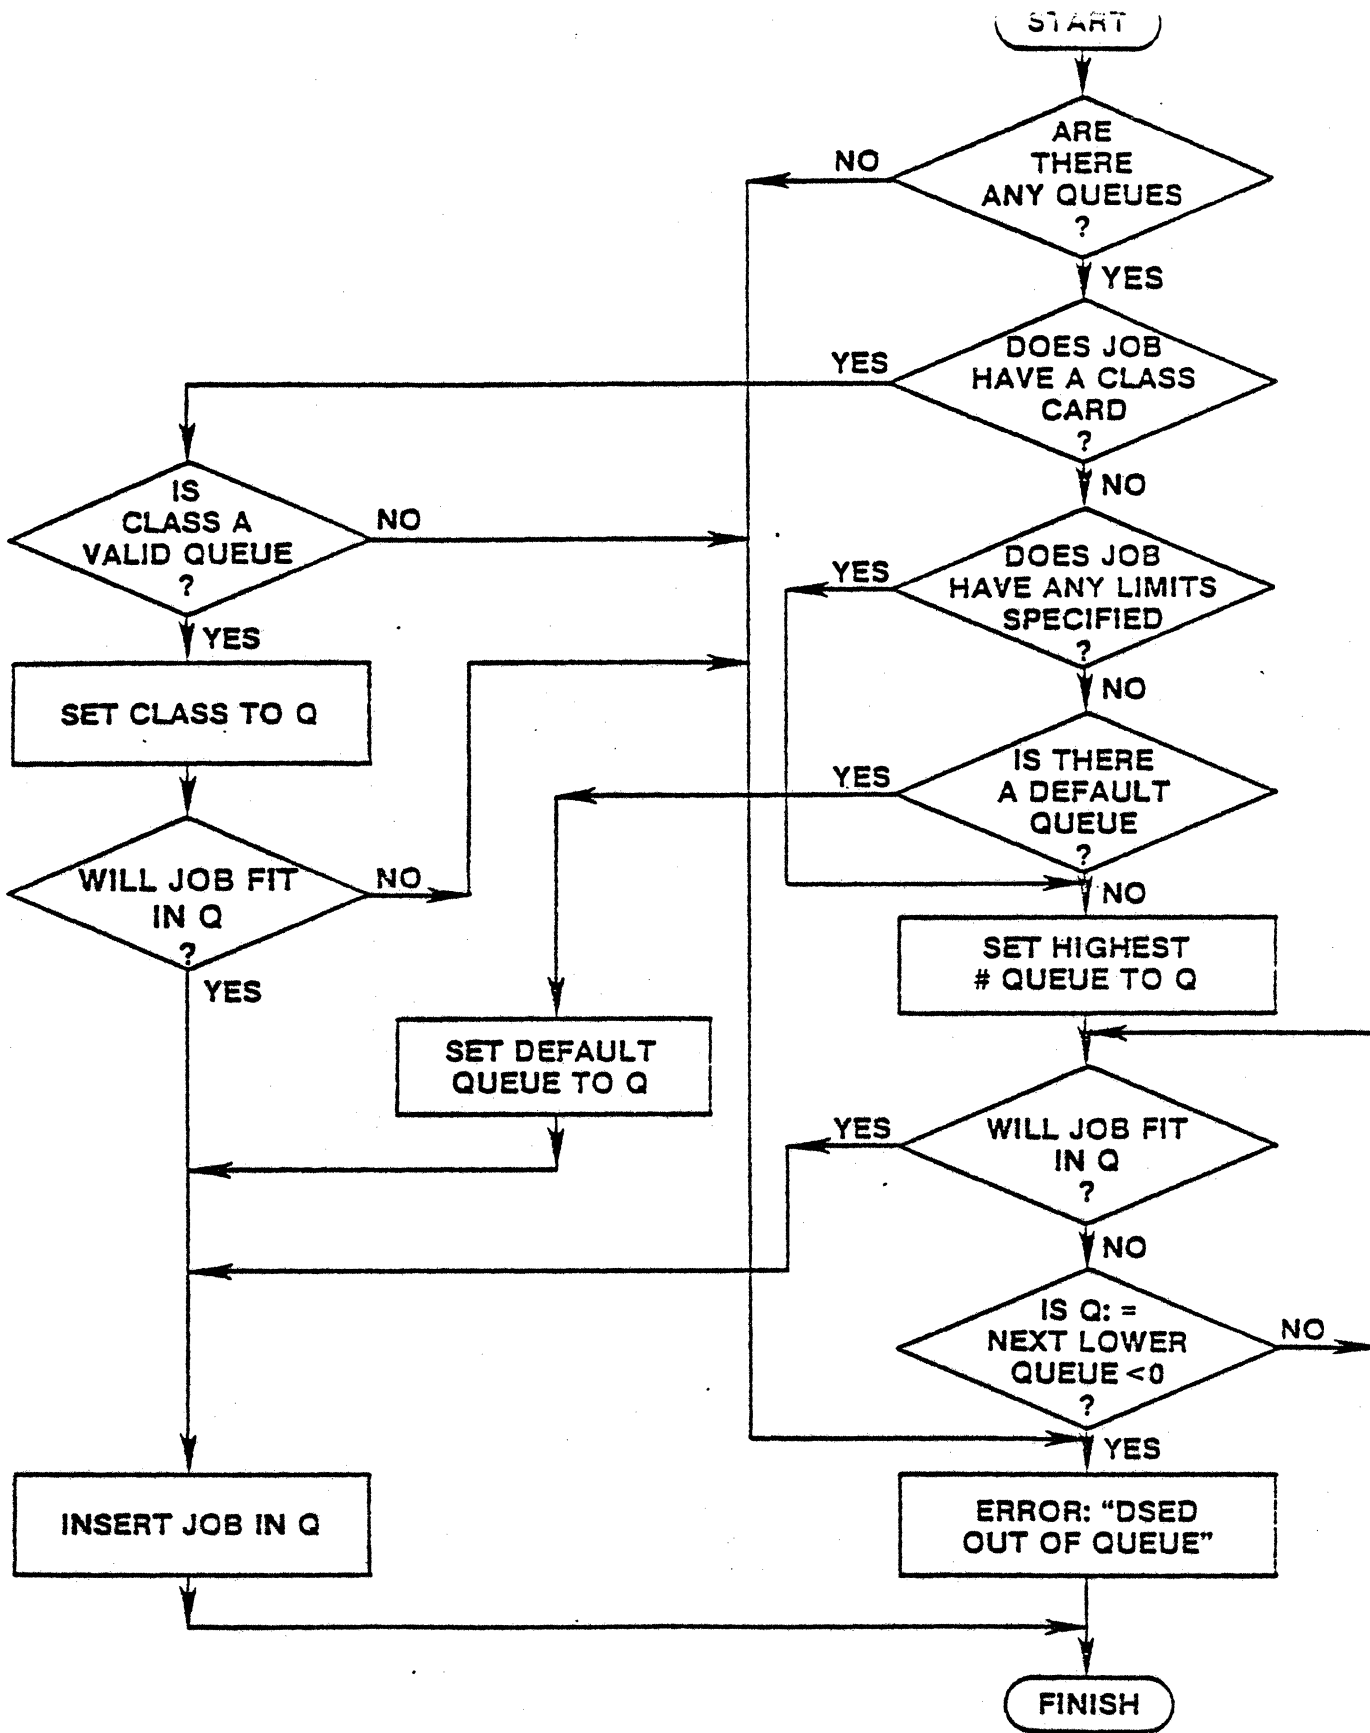 START
ARE
THERE
ANY QUEUES
?
NO
YES
DOES JOB
HAVE A CLASS
CARD
?
YES
NO
IS
CLASS A
VALID QUEUE
?
NO
YES
DOES JOB
HAVE ANY LIMITS
SPECIFIED
?
YES
NO
SET CLASS TO Q
IS THERE
A DEFAULT
QUEUE
?
YES
NO
WILL JOB FIT
IN Q
?
NO
YES
SET HIGHEST
# QUEUE TO Q
SET DEFAULT
QUEUE TO Q
WILL JOB FIT
IN Q
?
YES
NO
IS Q: =
NEXT LOWER
QUEUE <0
?
NO
YES
INSERT JOB IN Q
ERROR: “DSED
OUT OF QUEUE”
FINISH